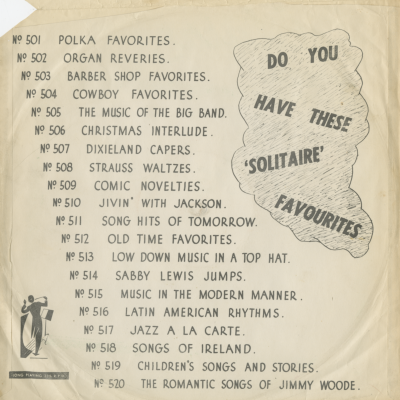 Nº 501 POLKA FAVORITES.
Nº 502 ORGAN REVERIES.
Nº 503 BARBER SHOP FAVORITES.
Nº 504 COWBOY FAVORITES.
Nº 505 THE MUSIC OF THE BIG BAND.
Nº 506 CHRISTMAS INTERLUDE.
Nº 507 DIXIELAND CAPERS.
Nº 508 STRAUSS WALTZES.
Nº 509 COMIC NOVELTIES.
Nº 510 JIVIN' WITH JACKSON.
Nº 511 SONG HITS OF TOMORROW.
Nº 512 OLD TIME FAVORITES.
Nº 513 LOW DOWN MUSIC IN A TOP HAT.
Nº 514 SABBY LEWIS JUMPS.
Nº 515 MUSIC IN THE MODERN MANNER.
Nº 516 LATIN AMERICAN RHYTHMS.
Nº 517 JAZZ A LA CARTE.
Nº 518 SONGS OF IRELAND.
Nº 519 CHILDREN'S SONGS AND STORIES.
Nº 520 THE ROMANTIC SONGS OF JIMMY WOODE.
DO YOU
HAVE THESE
'SOLITAIRE'
FAVOURITES
LONG PLAYING 33⅓ R.P.M.